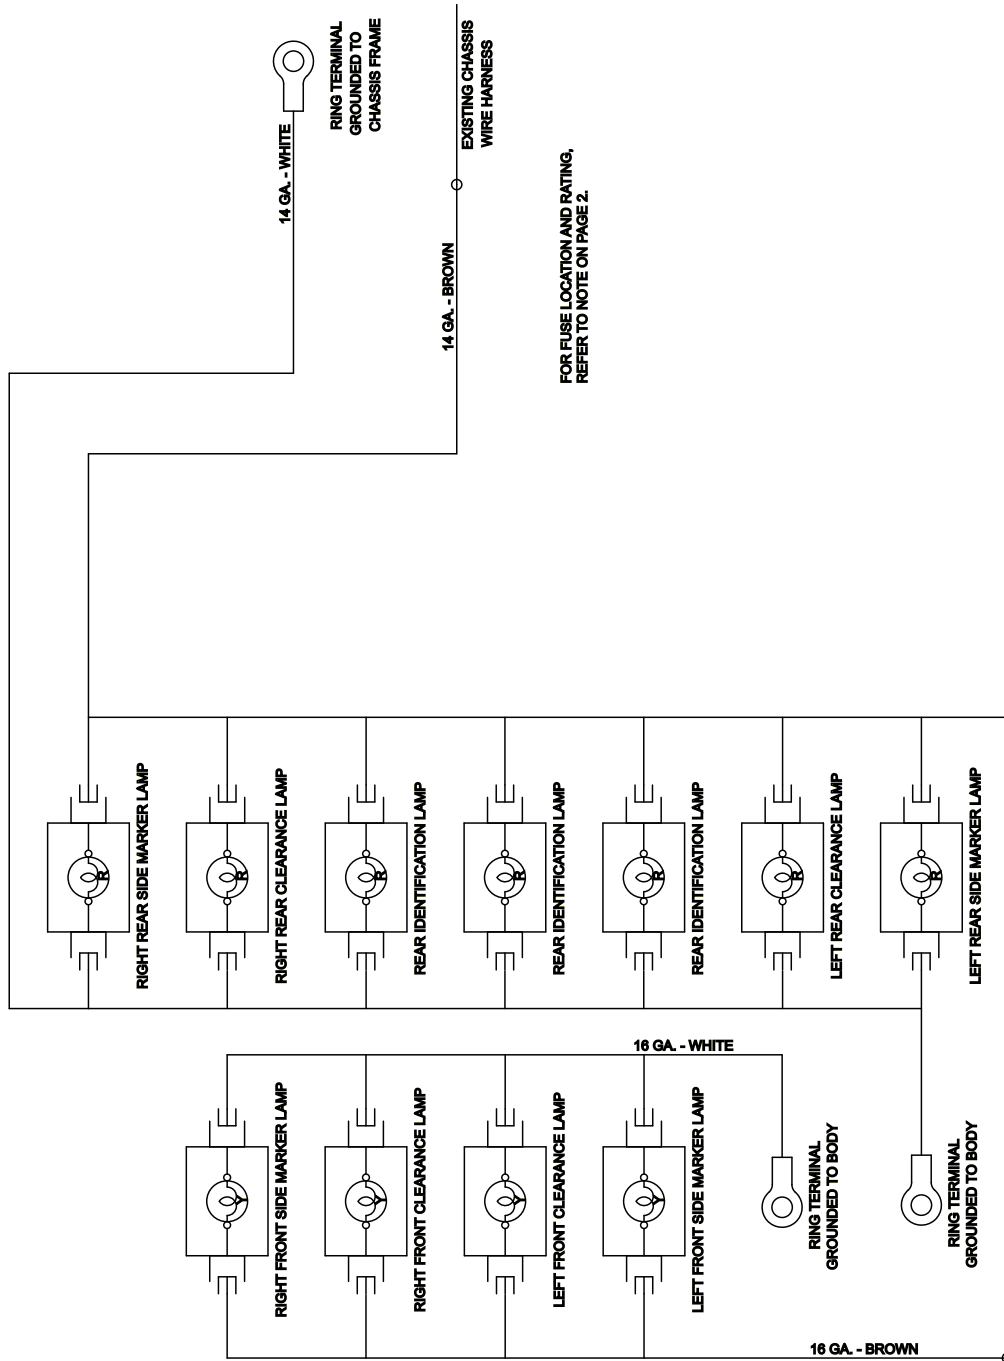 RING TERMINAL
GROUNDED TO
CHASSIS FRAME
14 GA. - WHITE
EXISTING CHASSIS
WIRE HARNESS
14 GA. - BROWN
FOR FUSE LOCATION AND RATING,
REFER TO NOTE ON PAGE 2.
RIGHT REAR SIDE MARKER LAMP
R
RIGHT REAR CLEARANCE LAMP
R
REAR IDENTIFICATION LAMP
R
REAR IDENTIFICATION LAMP
R
REAR IDENTIFICATION LAMP
R
LEFT REAR CLEARANCE LAMP
R
LEFT REAR SIDE MARKER LAMP
R
16 GA. - WHITE
RIGHT FRONT SIDE MARKER LAMP
Y
RIGHT FRONT CLEARANCE LAMP
Y
LEFT FRONT CLEARANCE LAMP
Y
LEFT FRONT SIDE MARKER LAMP
Y
RING TERMINAL
GROUNDED TO BODY
RING TERMINAL
GROUNDED TO BODY
16 GA. - BROWN